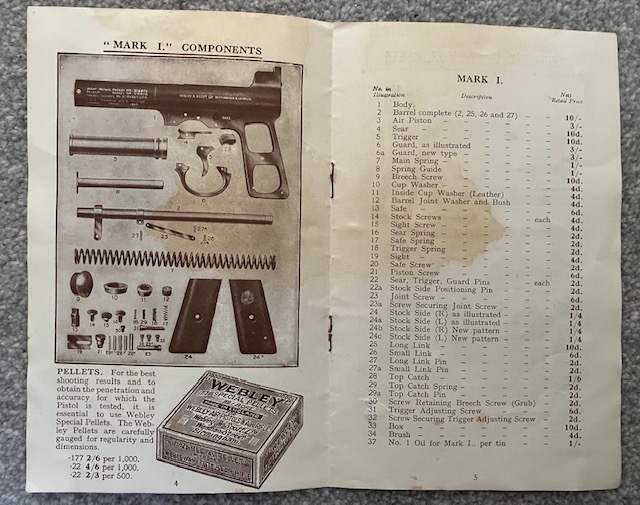 "MARK I." COMPONENTS
PELLETS. For the best
shooting results and to
obtain the penetration and
accuracy for which the
Pistol is tested, it is
essential to use Webley
Special Pellets. The Web-
ley Pellets are carefully
gauged for regularity and
dimensions.
·177 2/6 per 1,000.
·22 4/6 per 1,000.
·22 2/3 per 500.
WEBLEY
SPECIAL PELLETS
4
MARK I.
No. in Illustration Description Nett Retail Price
1 Body.
2 Barrel complete (2, 25, 26 and 27) 10/-
3 Air Piston 3/-
4 Sear 10d.
5 Trigger 10d.
6 Guard, as illustrated 3/-
6a Guard, new type 3/-
7 Main Spring 1/-
8 Spring Guide 1/-
9 Breech Screw 10d.
10 Cup Washer 4d.
11 Inside Cup Washer (Leather) 4d.
12 Barrel Joint Washer and Bush 4d.
13 Safe 4d.
14 Stock Screws each 4d.
15 Sight Screw 2d.
16 Sear Spring 2d.
17 Safe Spring 2d.
18 Trigger Spring 2d.
19 Sight 4d.
20 Safe Screw 2d.
21 Piston Screw 6d.
22 Sear, Trigger, Guard Pins each 2d.
22a Stock Side Positioning Pin 2d.
23 Joint Screw 6d.
23a Screw Securing Joint Screw 2d.
24 Stock Side (R) as illustrated 1/4
24a Stock Side (L) as illustrated 1/4
24b Stock Side (R) New pattern 1/4
24c Stock Side (L) New pattern 1/4
25 Long Link 10d.
26 Small Link 6d.
27 Long Link Pin 2d.
27a Small Link Pin 2d.
28 Top Catch 1/6
29 Top Catch Spring 2d.
29a Top Catch Pin 2d.
30 Screw Retaining Breech Screw (Grub) 2d.
31 Trigger Adjusting Screw 6d.
32 Screw Securing Trigger Adjusting Screw 2d.
33 Box 10d.
34 Brush 4d.
37 No. 1 Oil for Mark I., per tin 1/-
5